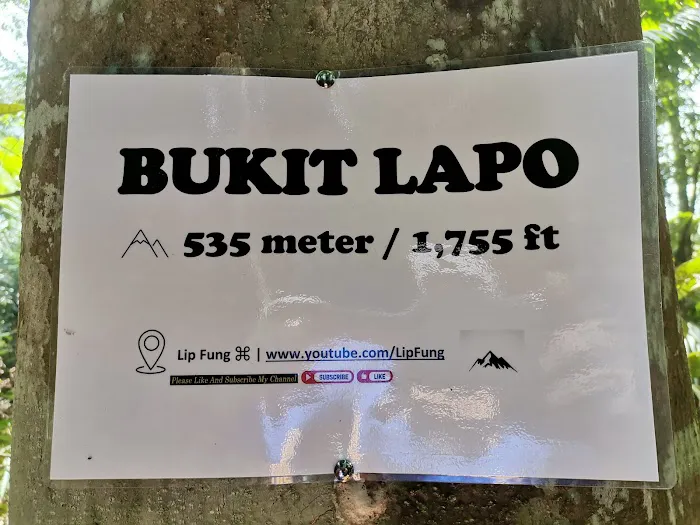 BUKIT LAPO
535 meter / 1,755 ft
Lip Fung ⌘ | www.youtube.com/LipFung
Please Like And Subscribe My Channel SUBSCRIBE LIKE